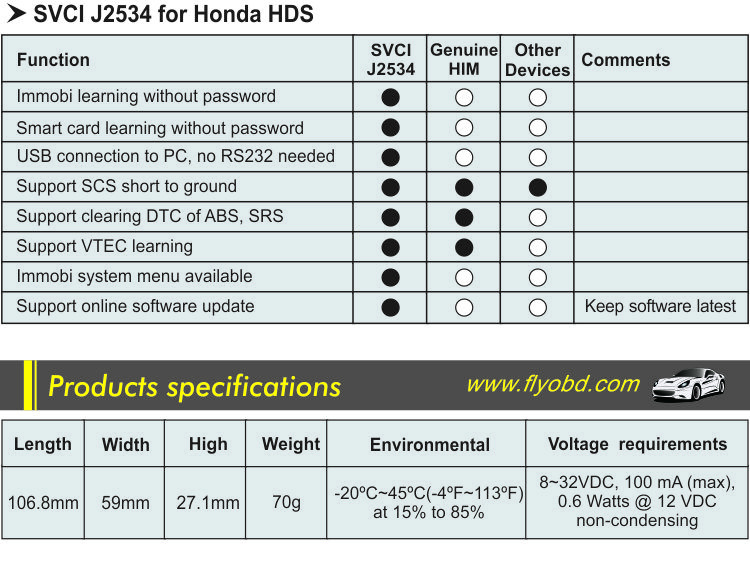 ➤ SVCI J2534 for Honda HDS
Function SVCI J2534 Genuine HIM Other Devices Comments
Immobi learning without password ● ○ ○
Smart card learning without password ● ○ ○
USB connection to PC, no RS232 needed ● ○ ○
Support SCS short to ground ● ● ●
Support clearing DTC of ABS, SRS ● ● ○
Support VTEC learning ● ● ○
Immobi system menu available ● ○ ○
Support online software update ● ○ ○ Keep software latest
Products specifications www.flyobd.com
Length Width High Weight Environmental Voltage requirements
106.8mm 59mm 27.1mm 70g -20ºC~45ºC(-4ºF~113ºF)
at 15% to 85%
8~32VDC, 100 mA (max),
0.6 Watts @ 12 VDC
non-condensing